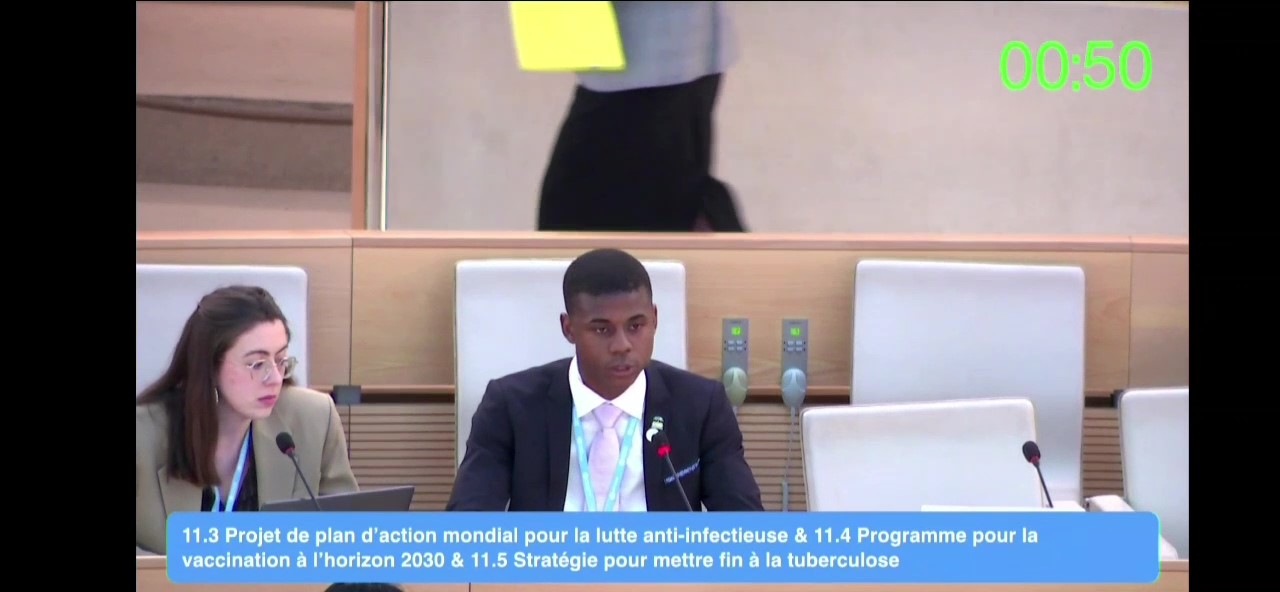 00:50
11.3 Projet de plan d'action mondial pour la lutte anti-infectieuse & 11.4 Programme pour la
vaccination à l'horizon 2030 & 11.5 Stratégie pour mettre fin à la tuberculose